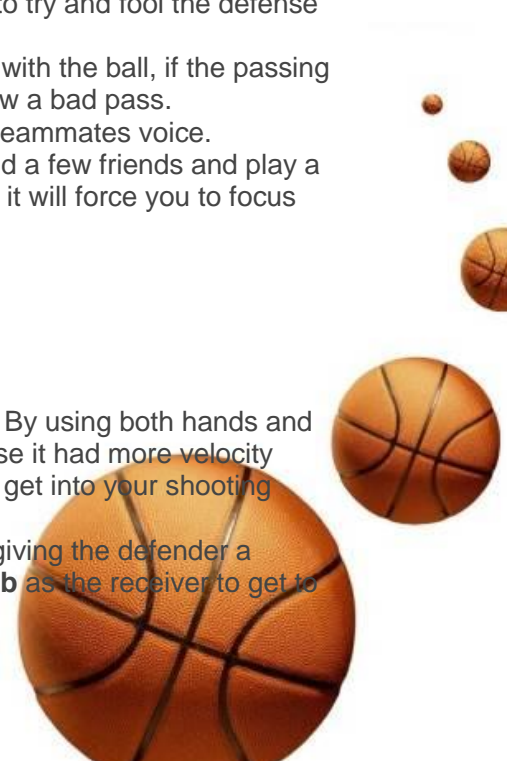 to try and fool the defense
with the ball, if the passing
w a bad pass.
eammates voice.
d a few friends and play a
it will force you to focus
By using both hands and
se it had more velocity
get into your shooting
giving the defender a
b as the receiver to get to